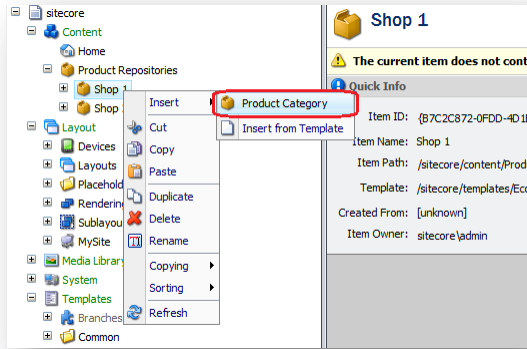 sitecore
Content
Home
Product Repositories
Shop 1
Shop
Layout
Devices
Layouts
Placehold
Rendering
Sublayou
MySite
Media Library
System
Templates
Branches
Common
Insert
Cut
Copy
Paste
Duplicate
Delete
Rename
Copying
Sorting
Refresh
Product Category
Insert from Template
Shop 1
The current item does not cont
Quick Info
Item ID: {B7C2C872-0FDD-4D1
Item Name: Shop 1
Item Path: /sitecore/content/Prod
Template: /sitecore/templates/Eco
Created From: [unknown]
Item Owner: sitecore\admin